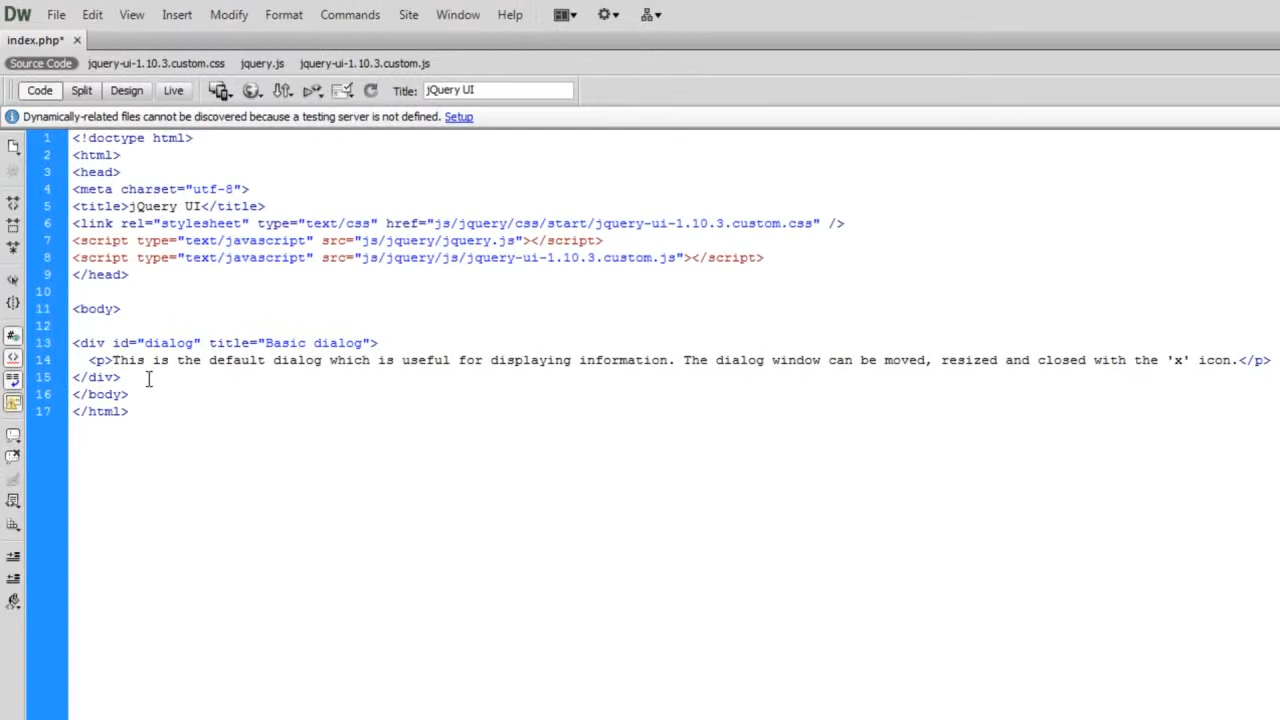 Dw File Edit View Insert Modify Format Commands Site Window Help
index.php*
Source Code jquery-ui-1.10.3.custom.css jquery.js jquery-ui-1.10.3.custom.js
Code Split Design Live Title: jQuery UI
Dynamically-related files cannot be discovered because a testing server is not defined. Setup
1 <!doctype html>
2 <html>
3 <head>
4 <meta charset="utf-8">
5 <title>jQuery UI</title>
6 <link rel="stylesheet" type="text/css" href="js/jquery/css/start/jquery-ui-1.10.3.custom.css" />
7 <script type="text/javascript" src="js/jquery/jquery.js"></script>
8 <script type="text/javascript" src="js/jquery/js/jquery-ui-1.10.3.custom.js"></script>
9 </head>
10
11 <body>
12
13 <div id="dialog" title="Basic dialog">
14 <p>This is the default dialog which is useful for displaying information. The dialog window can be moved, resized and closed with the 'x' icon.</p>
15 </div>
16 </body>
17 </html>